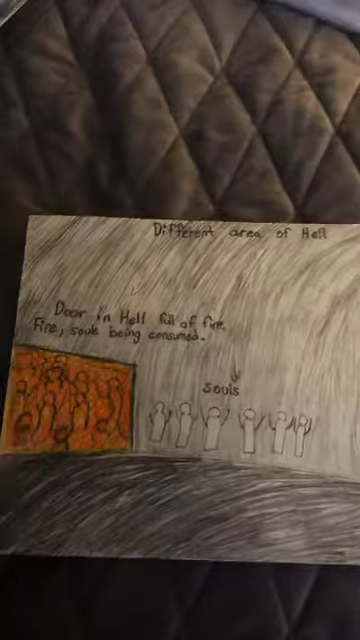 Different area of Hell
Door in Hell full of fire.
Fire, souls being consumed.
souls